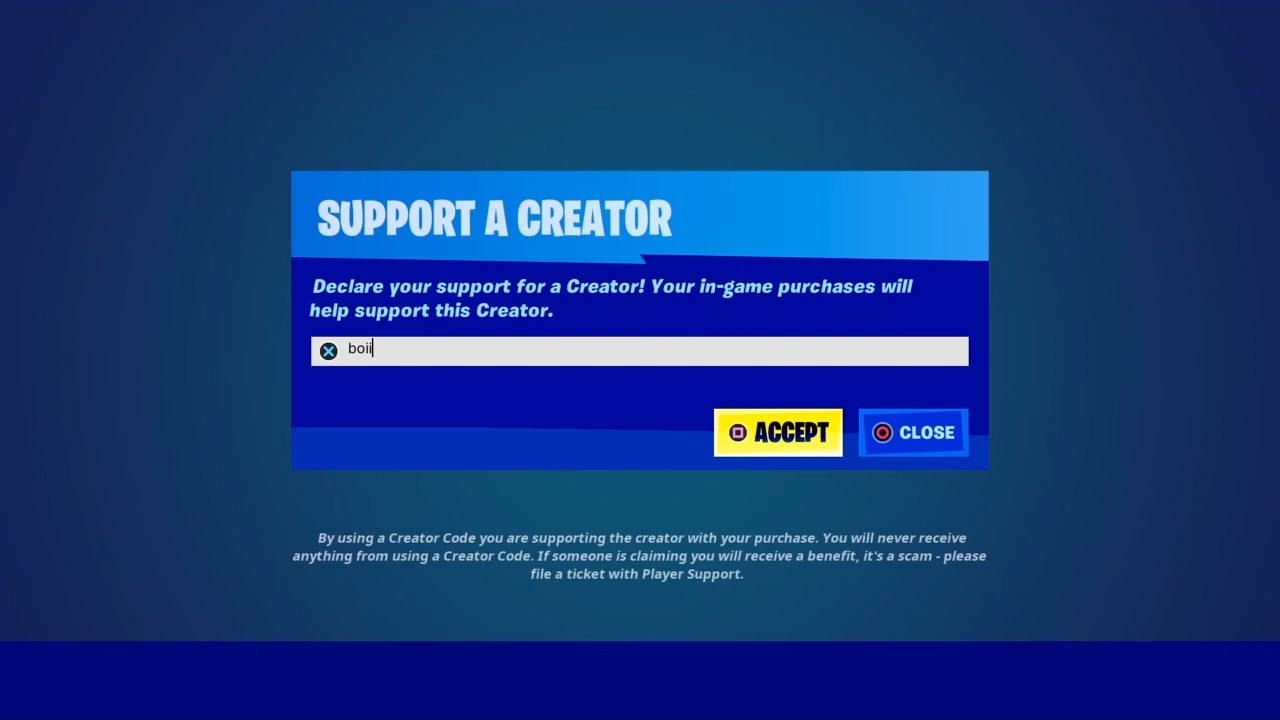 SUPPORT A CREATOR
Declare your support for a Creator! Your in-game purchases will
help support this Creator.
boii
ACCEPT
CLOSE
By using a Creator Code you are supporting the creator with your purchase. You will never receive
anything from using a Creator Code. If someone is claiming you will receive a benefit, it's a scam - please
file a ticket with Player Support.